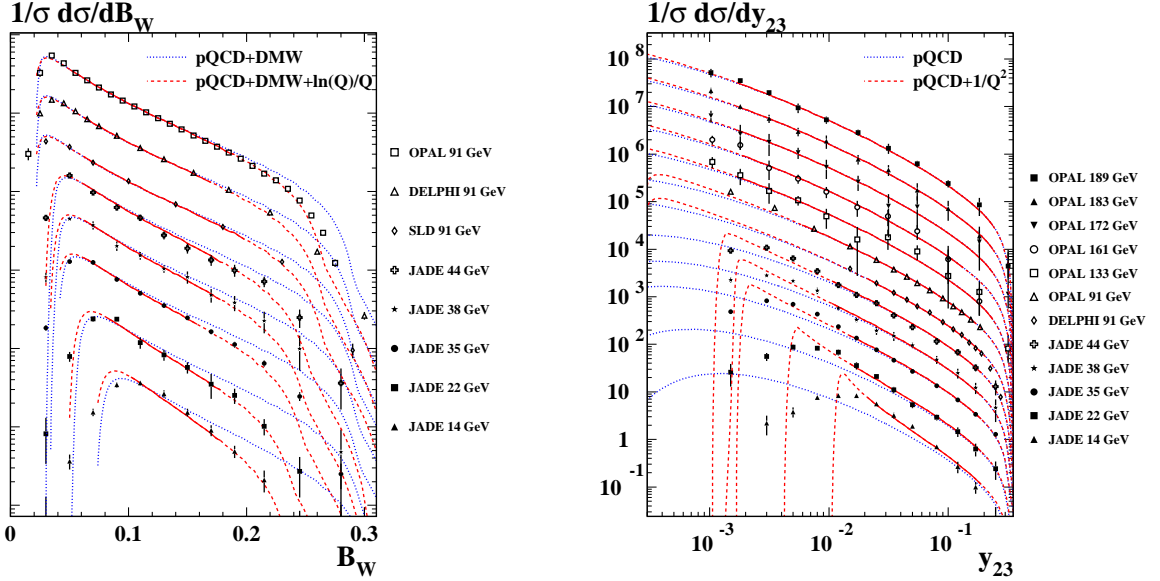 1/σ dσ/dB_W
pQCD+DMW
pQCD+DMW+ln(Q)/Q
OPAL 91 GeV
DELPHI 91 GeV
SLD 91 GeV
JADE 44 GeV
JADE 38 GeV
JADE 35 GeV
JADE 22 GeV
JADE 14 GeV
0 0.1 0.2 0.3
B_W
1/σ dσ/dy_23
pQCD
pQCD+1/Q^2
10^8
10^7
10^6
10^5
10^4
10^3
10^2
10
1
10^-1
10^-3 10^-2 10^-1
y_23
OPAL 189 GeV
OPAL 183 GeV
OPAL 172 GeV
OPAL 161 GeV
OPAL 133 GeV
OPAL 91 GeV
DELPHI 91 GeV
JADE 44 GeV
JADE 38 GeV
JADE 35 GeV
JADE 22 GeV
JADE 14 GeV